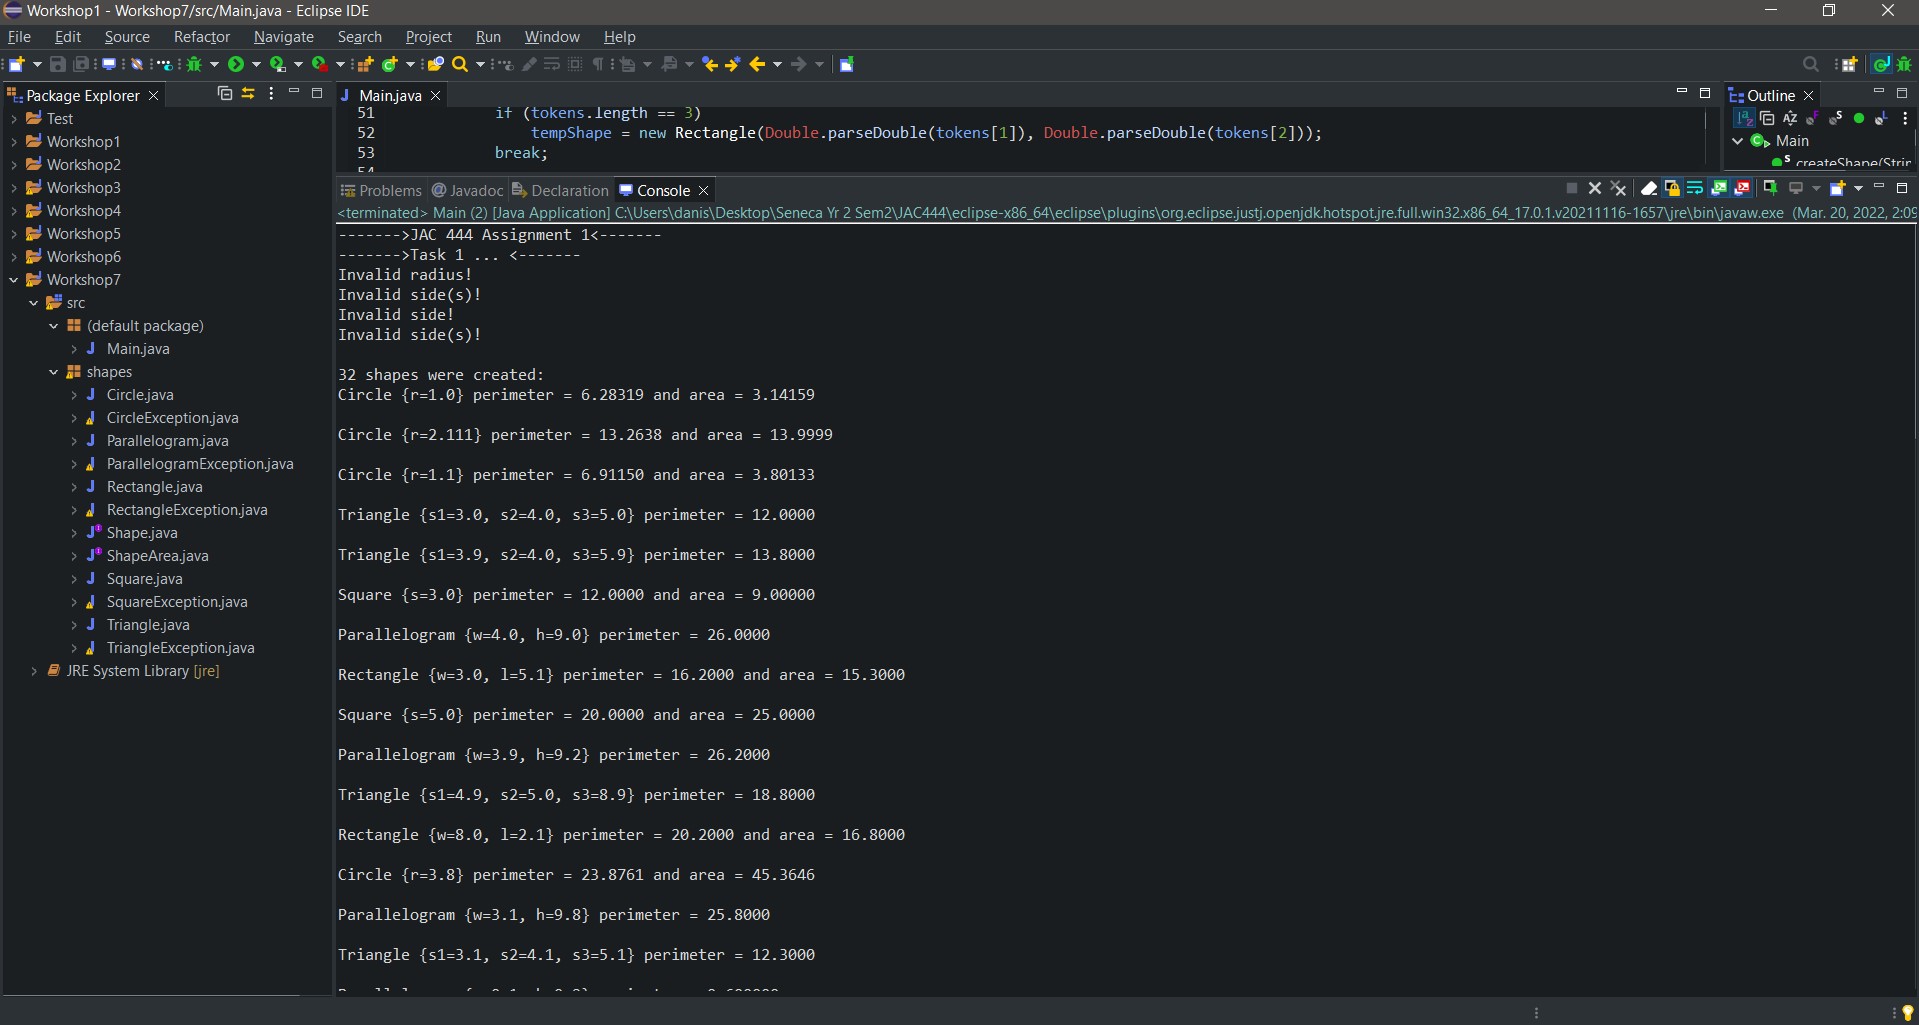 Workshop1 - Workshop7/src/Main.java - Eclipse IDE
File Edit Source Refactor Navigate Search Project Run Window Help
Package Explorer
Test
Workshop1
Workshop2
Workshop3
Workshop4
Workshop5
Workshop6
Workshop7
src
(default package)
Main.java
shapes
Circle.java
CircleException.java
Parallelogram.java
ParallelogramException.java
Rectangle.java
RectangleException.java
Shape.java
ShapeArea.java
Square.java
SquareException.java
Triangle.java
TriangleException.java
JRE System Library [jre]
Main.java
51 if (tokens.length == 3)
52 tempShape = new Rectangle(Double.parseDouble(tokens[1]), Double.parseDouble(tokens[2]));
53 break;
Outline
Main
createShape(Strin
Problems Javadoc Declaration Console
<terminated> Main (2) [Java Application] C:\Users\danis\Desktop\Seneca Yr 2 Sem2\JAC444\eclipse-x86_64\eclipse\plugins\org.eclipse.justj.openjdk.hotspot.jre.full.win32.x86_64_17.0.1.v20211116-1657\jre\bin\javaw.exe (Mar. 20, 2022, 2:09
------->JAC 444 Assignment 1<-------
------->Task 1 ... <-------
Invalid radius!
Invalid side(s)!
Invalid side!
Invalid side(s)!
32 shapes were created:
Circle {r=1.0} perimeter = 6.28319 and area = 3.14159
Circle {r=2.111} perimeter = 13.2638 and area = 13.9999
Circle {r=1.1} perimeter = 6.91150 and area = 3.80133
Triangle {s1=3.0, s2=4.0, s3=5.0} perimeter = 12.0000
Triangle {s1=3.9, s2=4.0, s3=5.9} perimeter = 13.8000
Square {s=3.0} perimeter = 12.0000 and area = 9.00000
Parallelogram {w=4.0, h=9.0} perimeter = 26.0000
Rectangle {w=3.0, l=5.1} perimeter = 16.2000 and area = 15.3000
Square {s=5.0} perimeter = 20.0000 and area = 25.0000
Parallelogram {w=3.9, h=9.2} perimeter = 26.2000
Triangle {s1=4.9, s2=5.0, s3=8.9} perimeter = 18.8000
Rectangle {w=8.0, l=2.1} perimeter = 20.2000 and area = 16.8000
Circle {r=3.8} perimeter = 23.8761 and area = 45.3646
Parallelogram {w=3.1, h=9.8} perimeter = 25.8000
Triangle {s1=3.1, s2=4.1, s3=5.1} perimeter = 12.3000